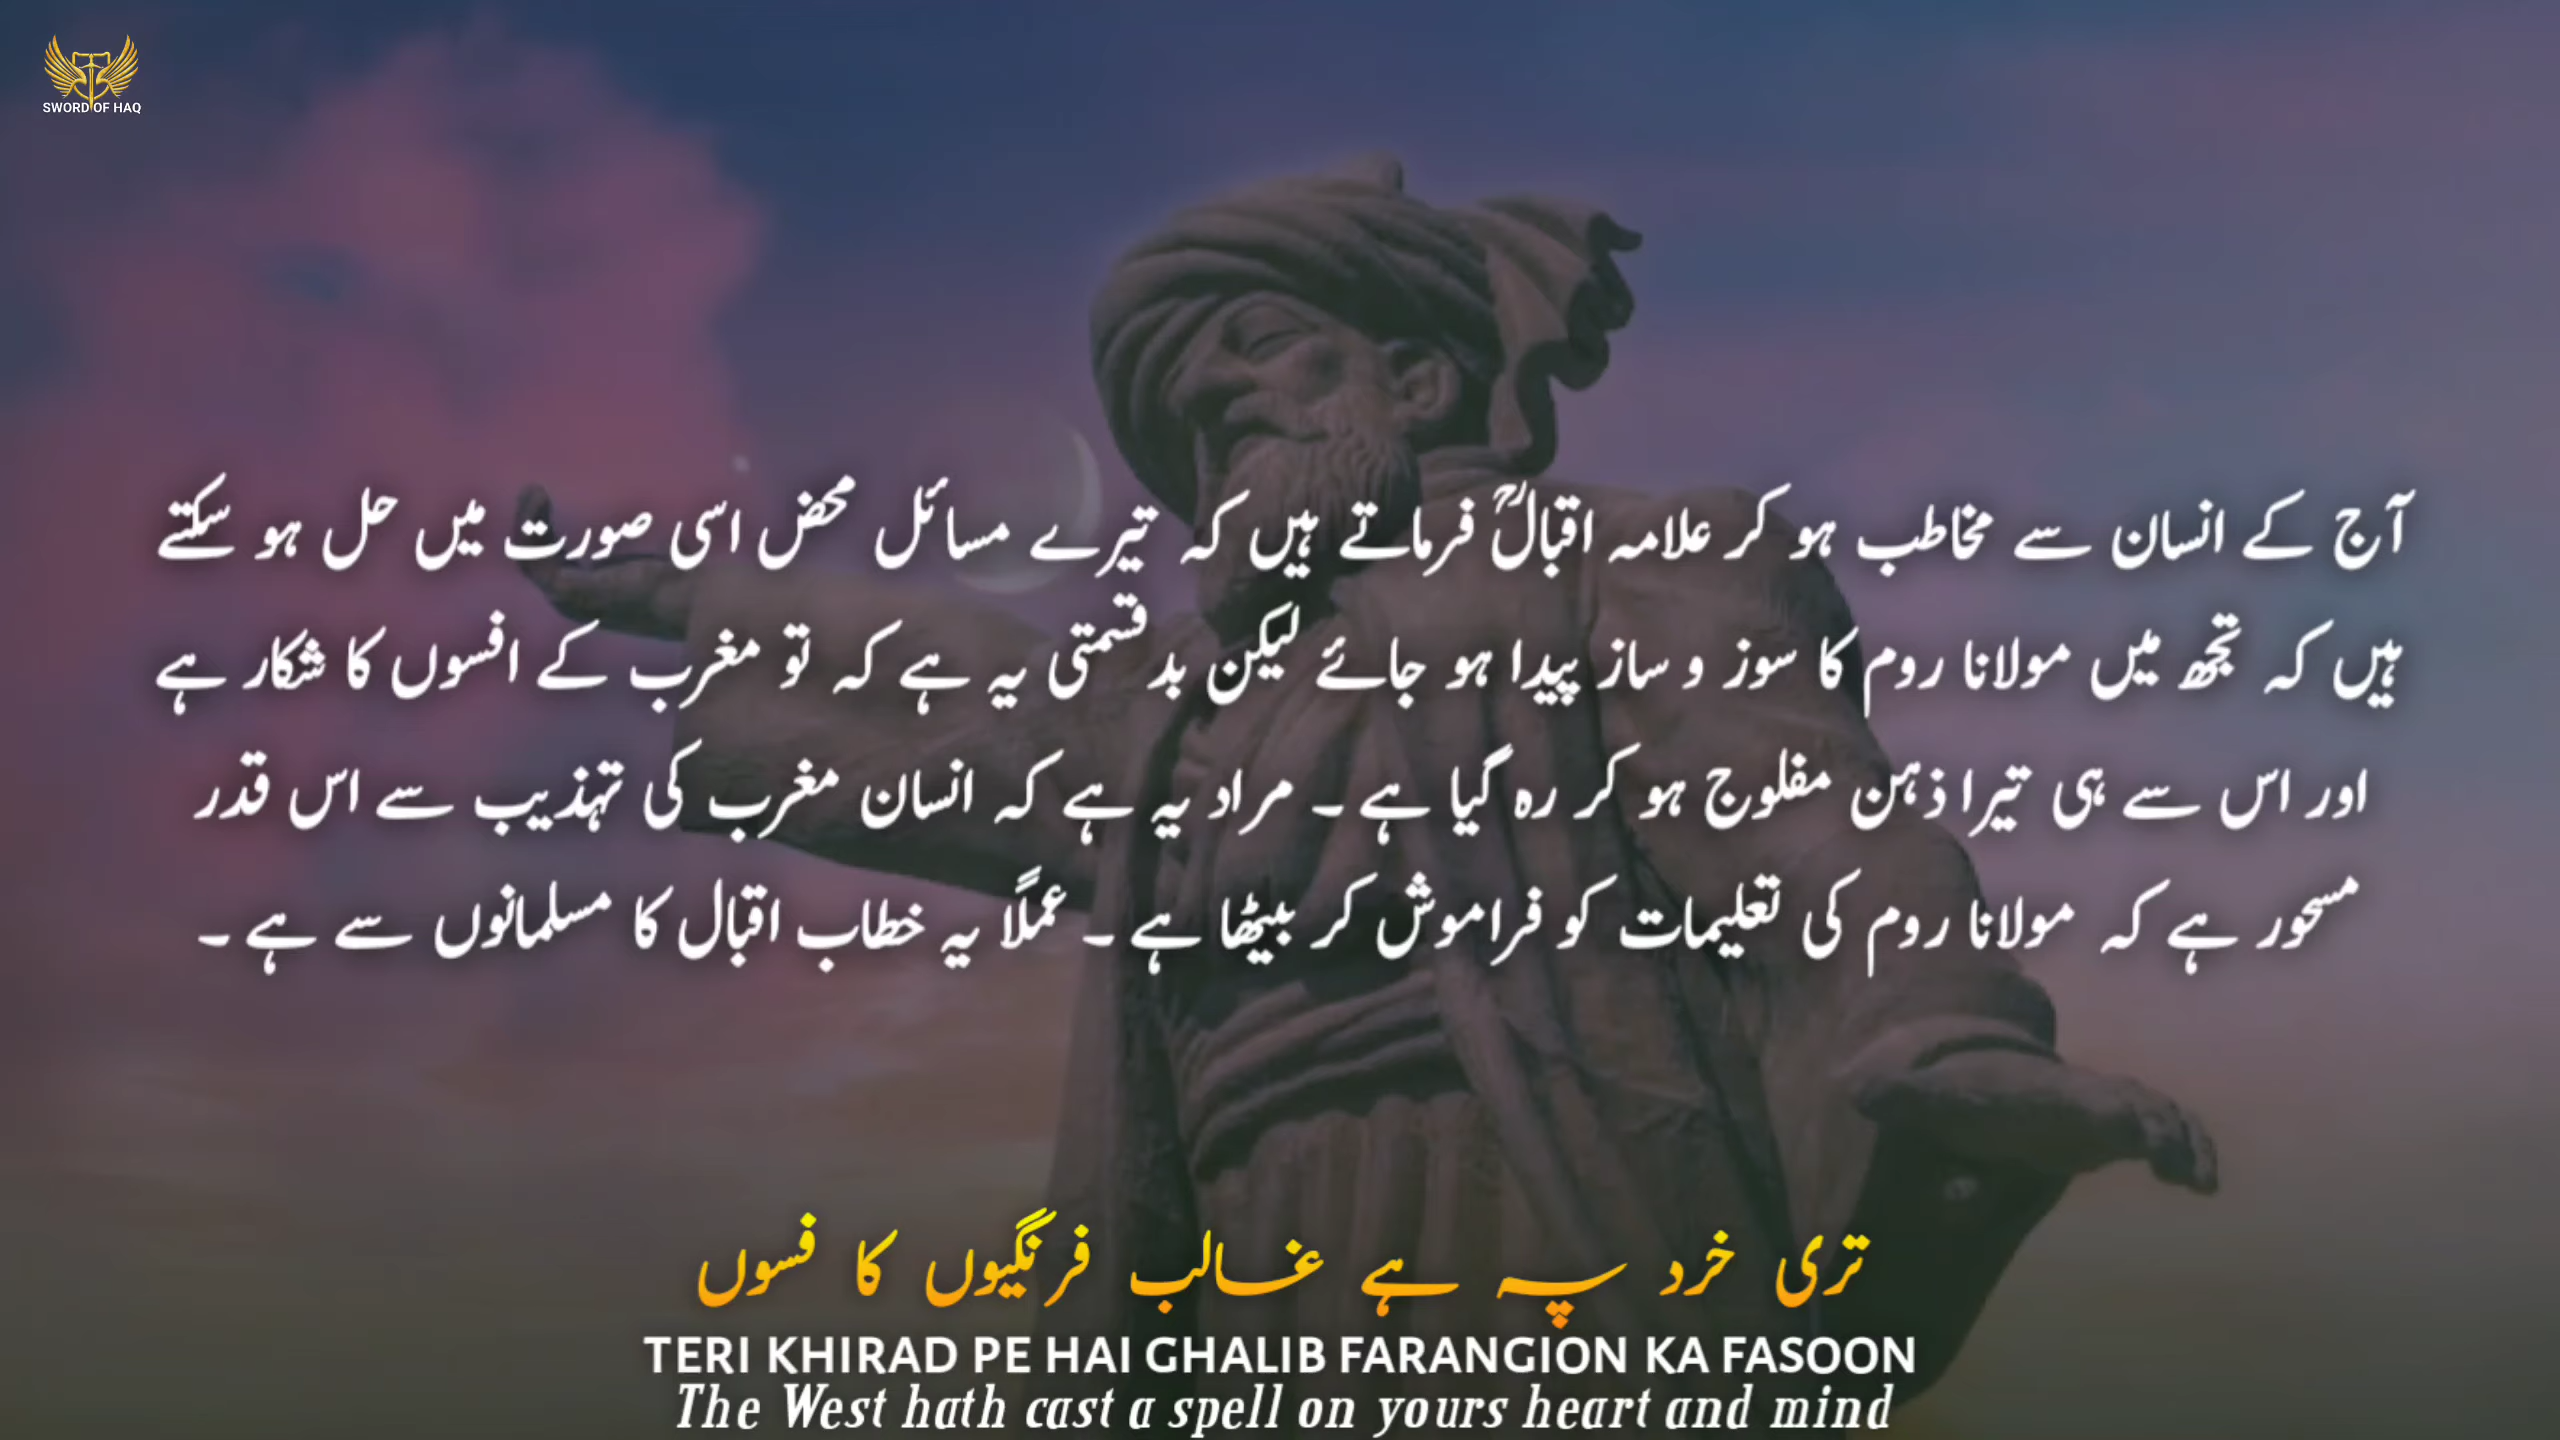 SWORD OF HAQ
آج کے انسان سے مخاطب ہو کر علامہ اقبالؒ فرماتے ہیں کہ تیرے مسائل محض اسی صورت میں حل ہو سکتے
ہیں کہ تجھ میں مولانا روم کا سوز و ساز پیدا ہو جائے لیکن بدقسمتی یہ ہے کہ تو مغرب کے افسوں کا شکار ہے
اور اس سے ہی تیرا ذہن مفلوج ہو کر رہ گیا ہے ۔ مراد یہ ہے کہ انسان مغرب کی تہذیب سے اس قدر
مسحور ہے کہ مولانا روم کی تعلیمات کو فراموش کر بیٹھا ہے ۔ عملاً یہ خطاب اقبال کا مسلمانوں سے ہے ۔
تری خرد پہ ہے غالب فرنگیوں کا فسوں
TERI KHIRAD PE HAI GHALIB FARANGION KA FASOON
The West hath cast a spell on yours heart and mind